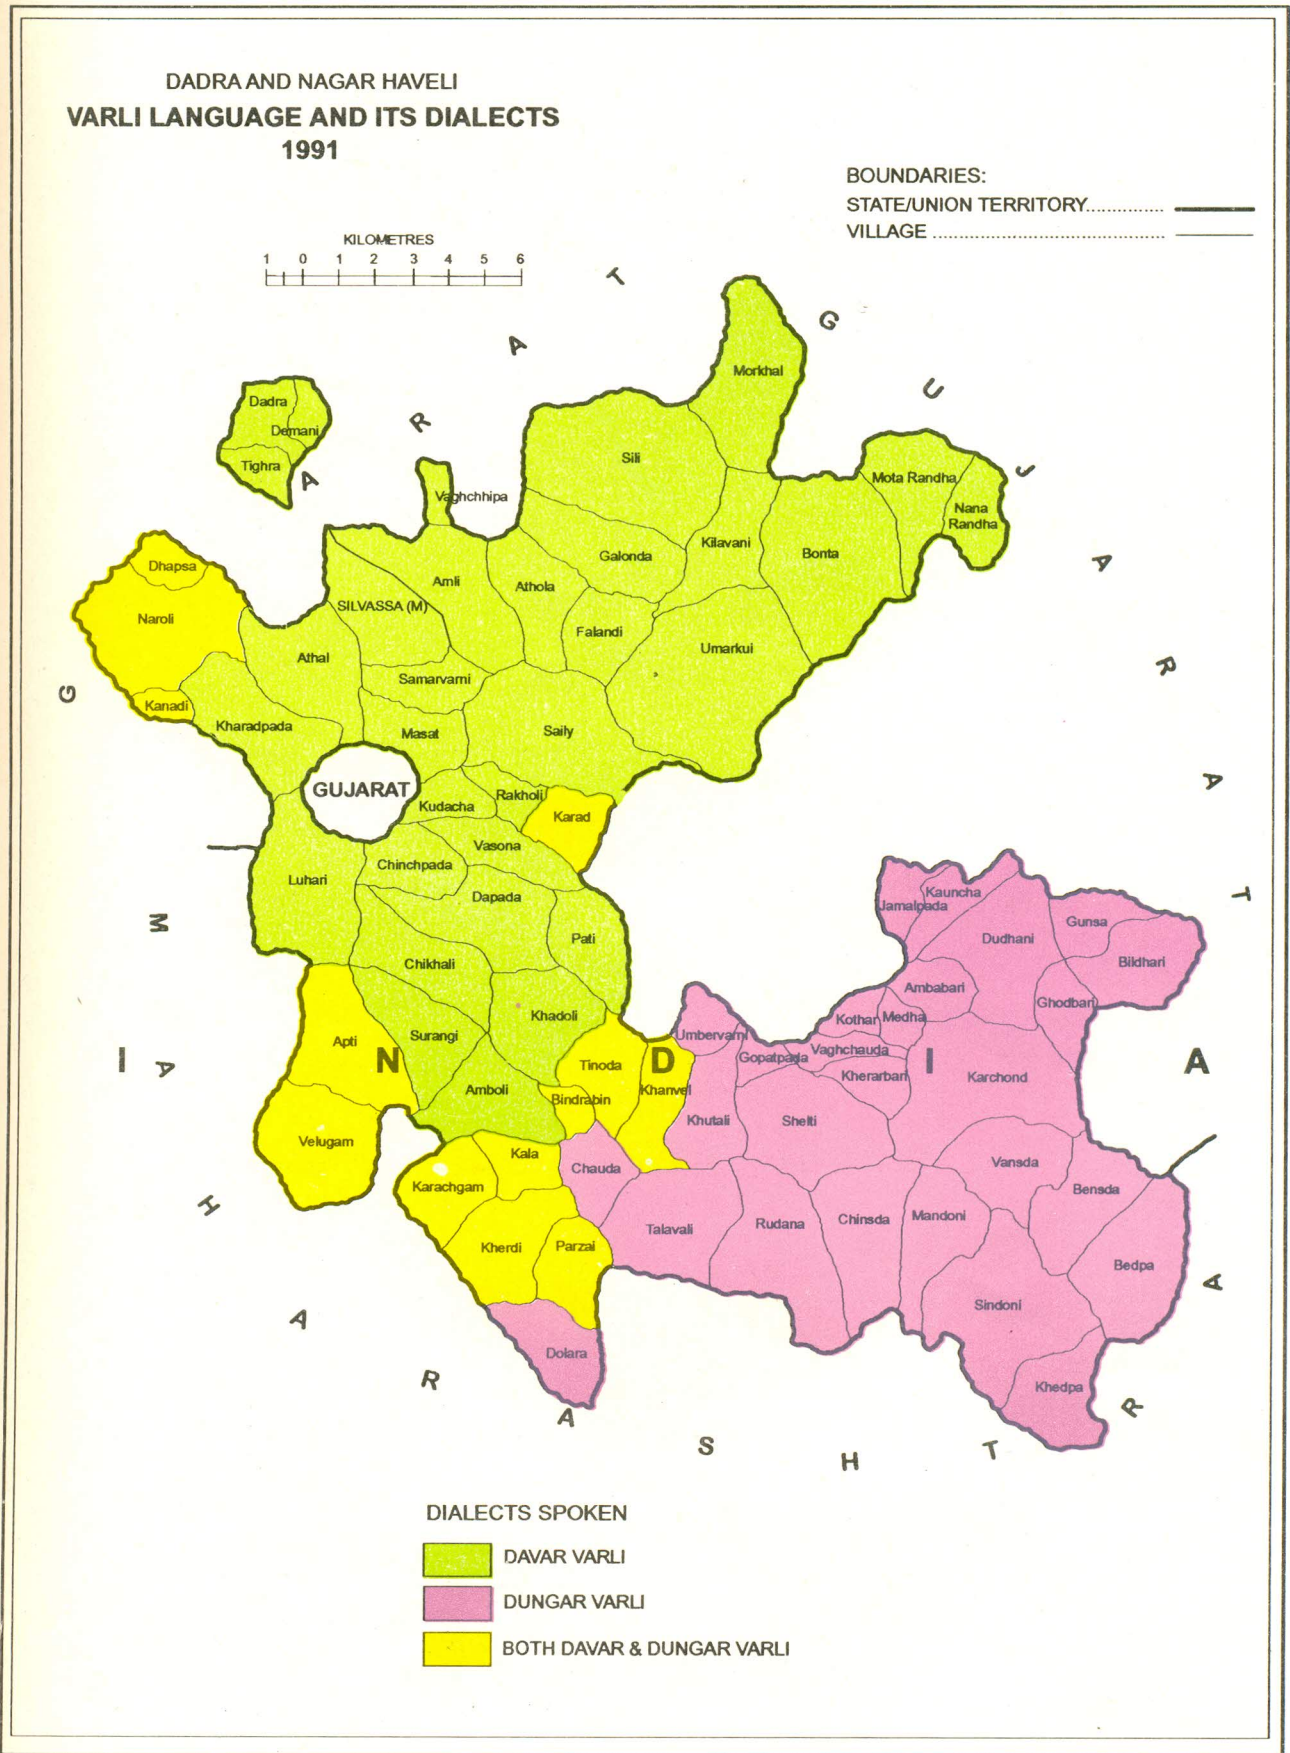 DADRA AND NAGAR HAVELI
VARLI LANGUAGE AND ITS DIALECTS
1991
BOUNDARIES:
STATE/UNION TERRITORY..............
VILLAGE ..........................................
KILOMETRES
1 0 1 2 3 4 5 6
GUJARAT
GUJARAT
MAHARASHTRA
INDIA
Morkhal
Dadra
Demani
Tighra
Sili
Mota Randha
Vaghchhipa
Nana
Randha
Kilavani
Bonta
Galonda
Dhapsa
Amli
Athola
SILVASSA (M)
Naroli
Falandi
Umarkui
Athal
Samarvarni
Kanadi
Kharadpada
Masat
Saily
GUJARAT
Rakholi
Kudacha
Karad
Vasona
Chinchpada
Luhari
Dapada
Kauncha
Jamalpada
Gunsa
Pati
Dudhani
Chikhali
Bildhari
Ambabari
Ghodbari
Khadoli
Kothar
Medha
Surangi
Umbervarni
Apti
Vaghchauda
Gopatpada
Tinoda
Kherarbari
Karchond
Amboli
Khanvel
Bindrabin
Khutali
Shelti
Velugam
Kala
Vansda
Chauda
Karachgam
Bensda
Talavali
Rudana
Chinsda
Mandoni
Kherdi
Parzai
Bedpa
Sindoni
Dolara
Khedpa
DIALECTS SPOKEN
DAVAR VARLI
DUNGAR VARLI
BOTH DAVAR & DUNGAR VARLI